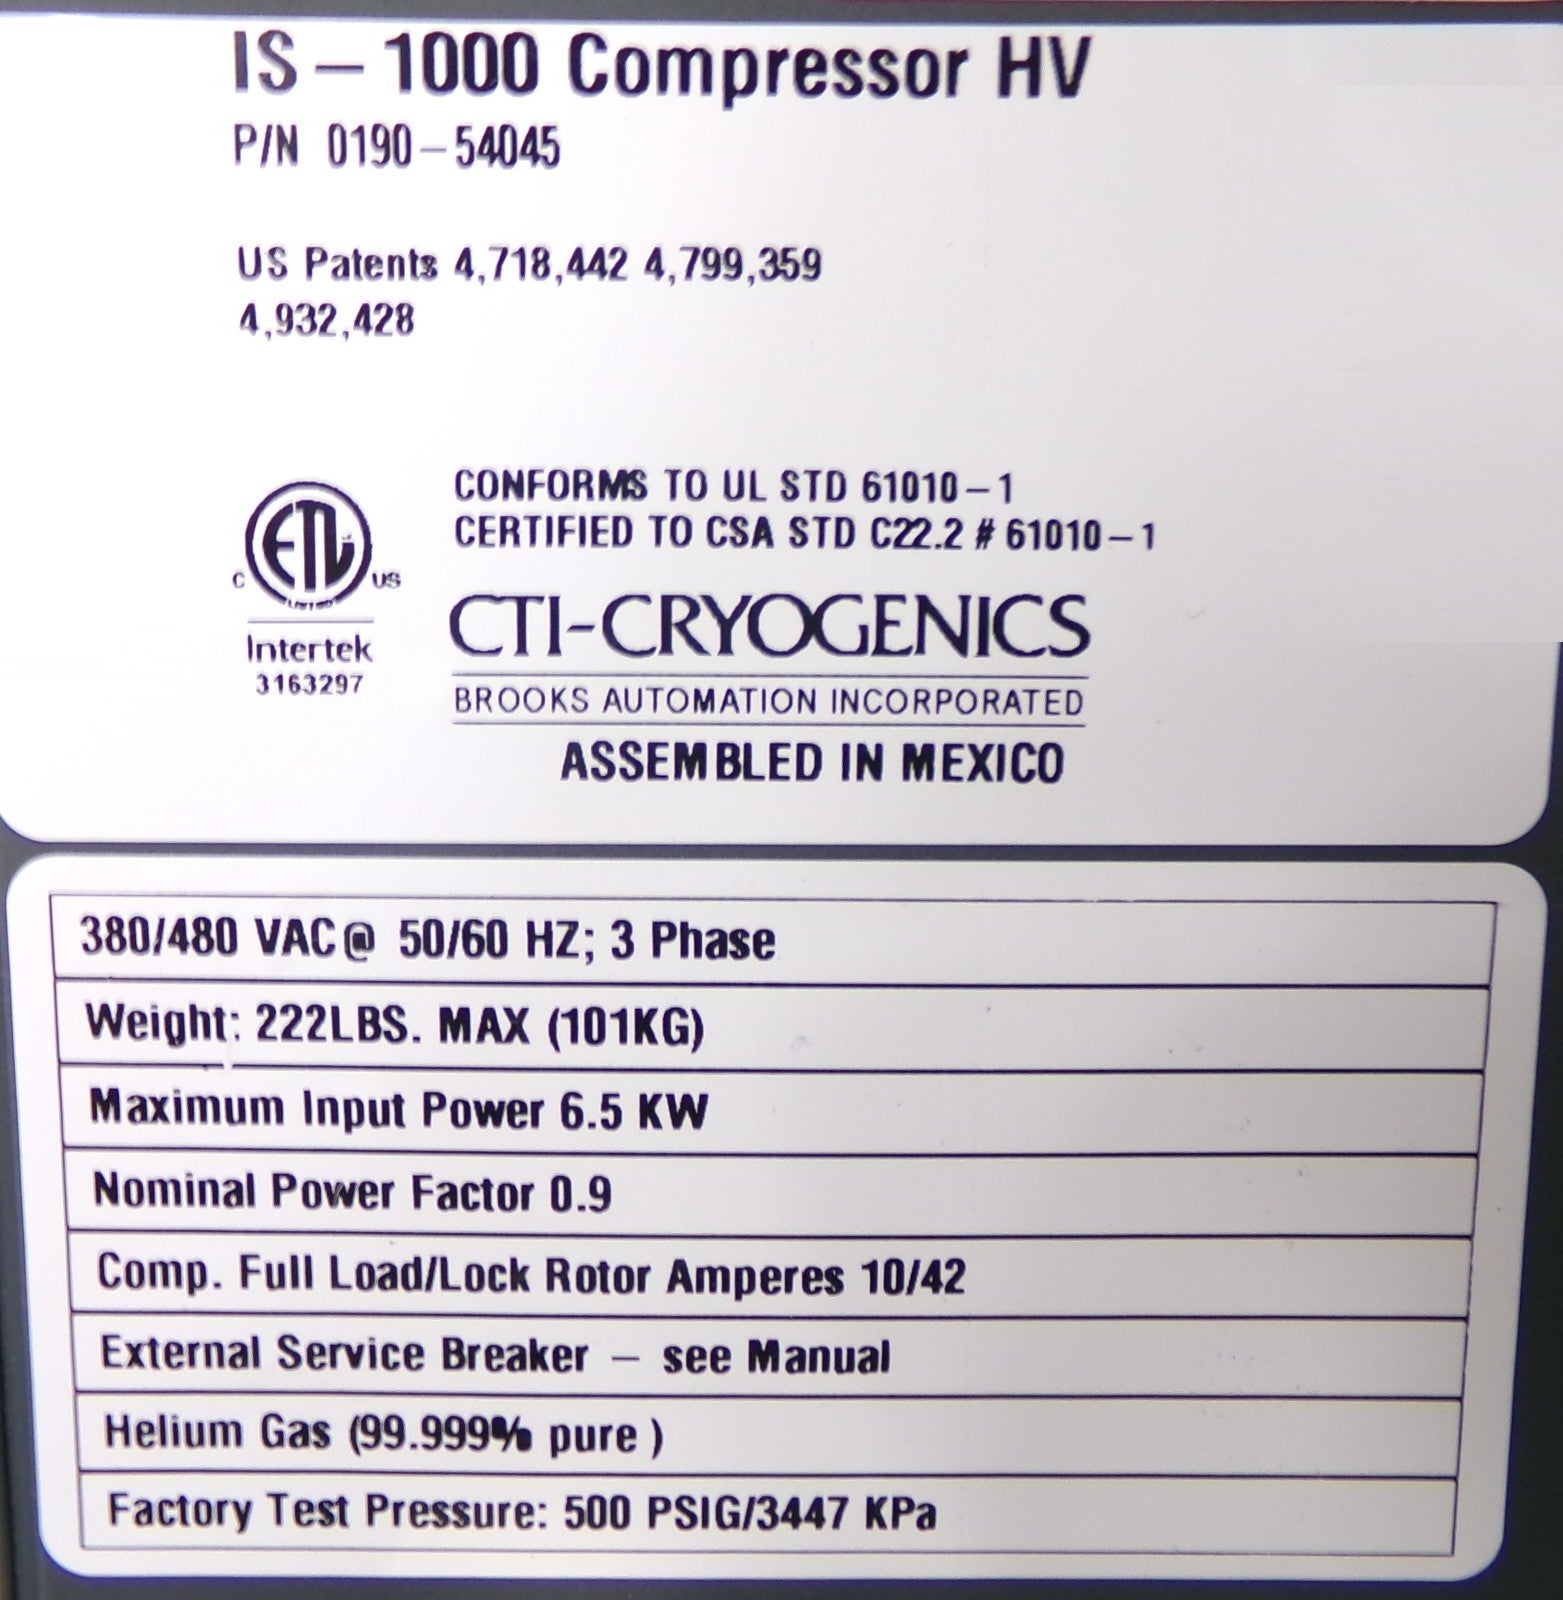 IS – 1000 Compressor HV
P/N 0190 – 54045
US Patents 4,718,442 4,799,359
4,932,428
CONFORMS TO UL STD 61010 – 1
CERTIFIED TO CSA STD C22.2 # 61010 – 1
ETL
C US
LISTED
Intertek
3163297
CTI-CRYOGENICS
BROOKS AUTOMATION INCORPORATED
ASSEMBLED IN MEXICO
380/480 VAC@ 50/60 HZ; 3 Phase
Weight: 222LBS. MAX (101KG)
Maximum Input Power 6.5 KW
Nominal Power Factor 0.9
Comp. Full Load/Lock Rotor Amperes 10/42
External Service Breaker – see Manual
Helium Gas (99.999% pure )
Factory Test Pressure: 500 PSIG/3447 KPa